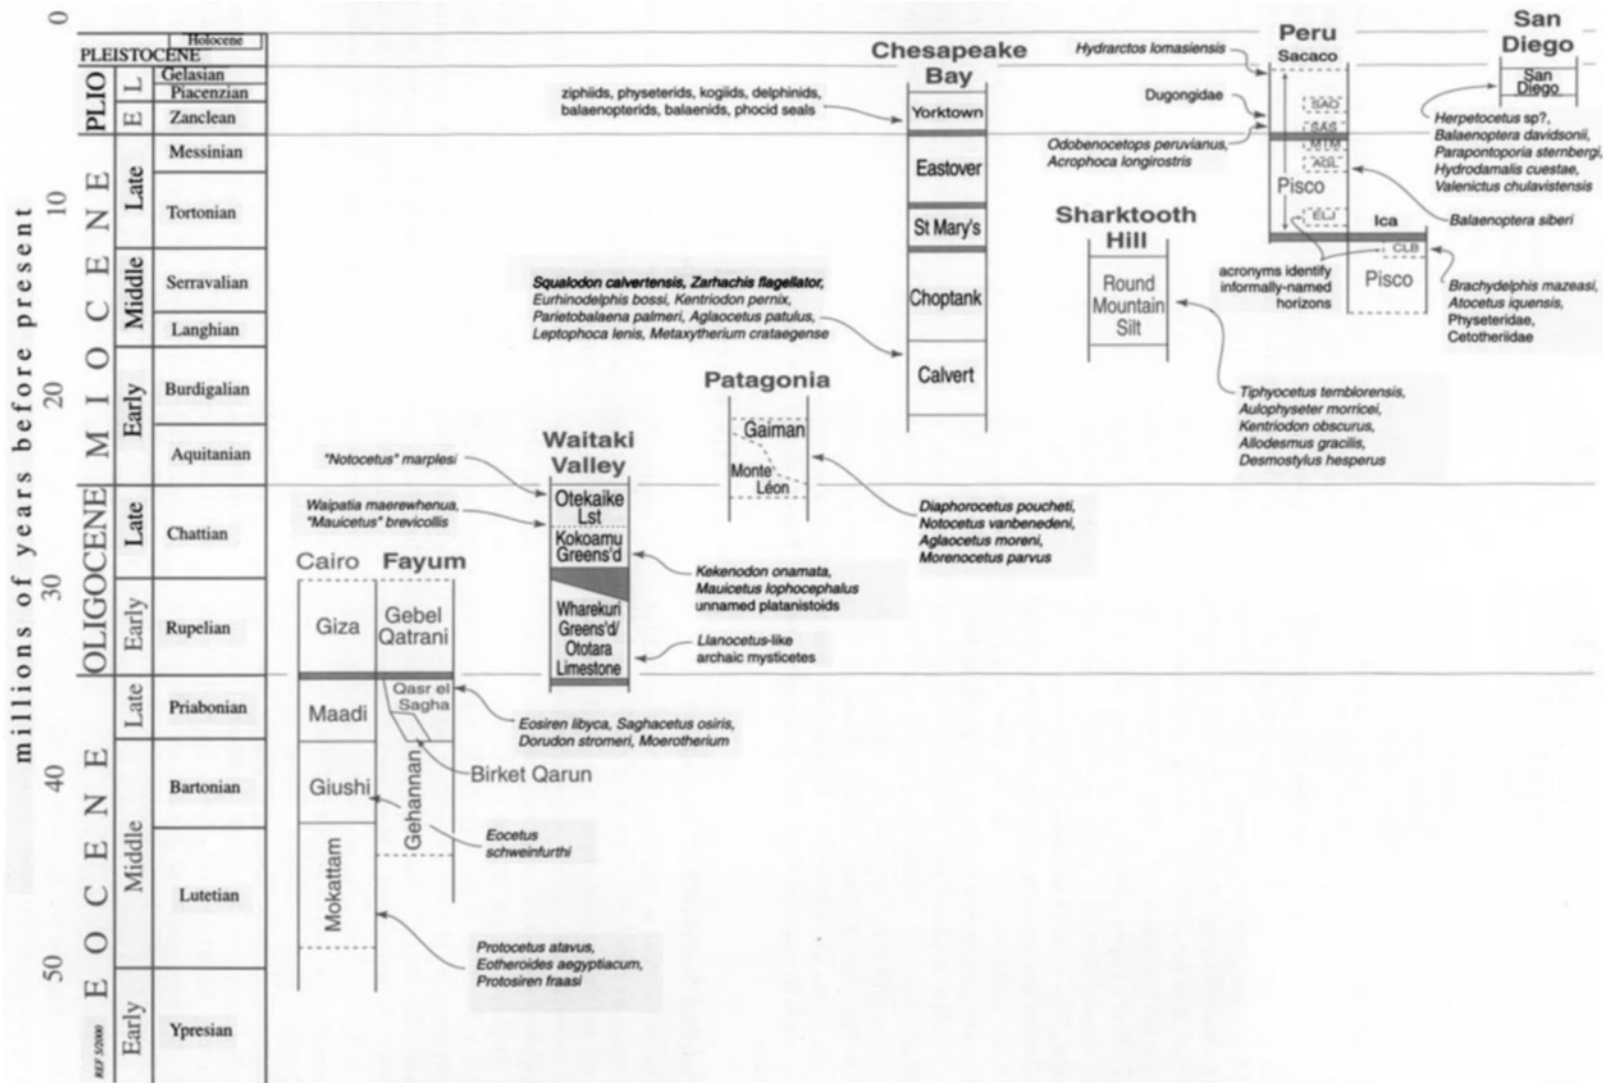 millions of years before present
0
10
20
30
40
50
PLEISTOCENE
Holocene
PLIO
L
E
Gelasian
Piacenzian
Zanclean
MIOCENE
Late
Middle
Early
Messinian
Tortonian
Serravalian
Langhian
Burdigalian
Aquitanian
OLIGOCENE
Late
Early
Chattian
Rupelian
EOCENE
Late
Middle
Early
Priabonian
Bartonian
Lutetian
Ypresian
REF 5/2000
Cairo
Giza
Maadi
Giushi
Mokattam
Fayum
Gebel
Qatrani
Qasr el
Sagha
Gehannan
Birket Qarun
Eosiren libyca, Saghacetus osiris,
Dorudon stromeri, Moerotherium
Eocetus
schweinfurthi
Protocetus atavus,
Eotheroides aegyptiacum,
Protosiren fraasi
Waitaki
Valley
Otekaike
Lst
Kokoamu
Greens'd
Wharekuri
Greens'd/
Ototara
Limestone
"Notocetus" marplesi
Waipatia maerewhenua,
"Mauicetus" brevicollis
Kekenodon onamata,
Mauicetus lophocephalus
unnamed platanistoids
Llanocetus-like
archaic mysticetes
Patagonia
Gaiman
Monte
Léon
Diaphorocetus poucheti,
Notocetus vanbenedeni,
Aglaocetus moreni,
Morenocetus parvus
Chesapeake
Bay
Yorktown
Eastover
St Mary's
Choptank
Calvert
ziphiids, physeterids, kogiids, delphinids,
balaenopterids, balaenids, phocid seals
Squalodon calvertensis, Zarhachis flagellator,
Eurhinodelphis bossi, Kentriodon pernix,
Parietobalaena palmeri, Aglaocetus patulus,
Leptophoca lenis, Metaxytherium crataegense
Sharktooth
Hill
Round
Mountain
Silt
Tiphyocetus temblorensis,
Aulophyseter morricei,
Kentriodon obscurus,
Allodesmus gracilis,
Desmostylus hesperus
Peru
Sacaco
SAO
SAS
MTM
AGL
Pisco
ELJ
Ica
CLB
Pisco
Hydrarctos lomasiensis
Dugongidae
Odobenocetops peruvianus,
Acrophoca longirostris
acronyms identify
informally-named
horizons
Balaenoptera siberi
Brachydelphis mazeasi,
Atocetus iquensis,
Physeteridae,
Cetotheriidae
San
Diego
San
Diego
Herpetocetus sp?,
Balaenoptera davidsonii,
Parapontoporia sternbergi,
Hydrodamalis cuestae,
Valenictus chulavistensis